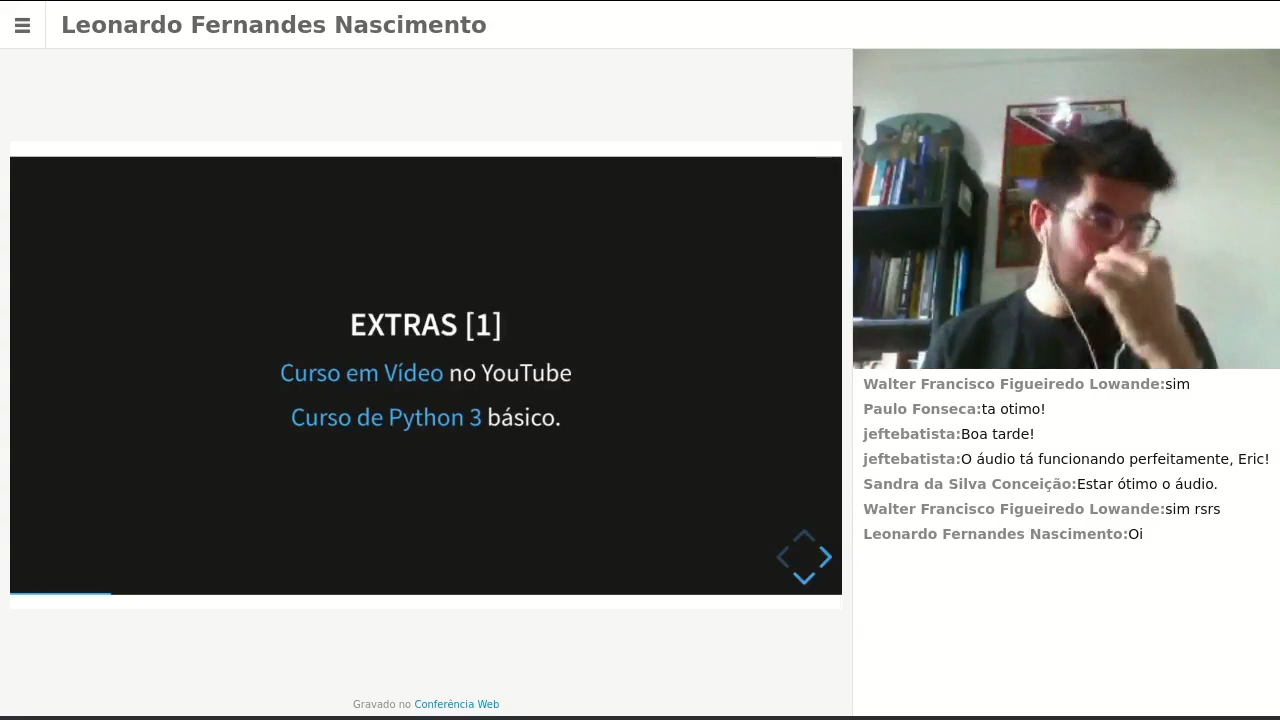 Leonardo Fernandes Nascimento
EXTRAS [1]
Curso em Vídeo no YouTube
Curso de Python 3 básico.
Gravado no Conferência Web
Walter Francisco Figueiredo Lowande:sim
Paulo Fonseca:ta otimo!
jeftebatista:Boa tarde!
jeftebatista:O áudio tá funcionando perfeitamente, Eric!
Sandra da Silva Conceição:Estar ótimo o áudio.
Walter Francisco Figueiredo Lowande:sim rsrs
Leonardo Fernandes Nascimento:Oi